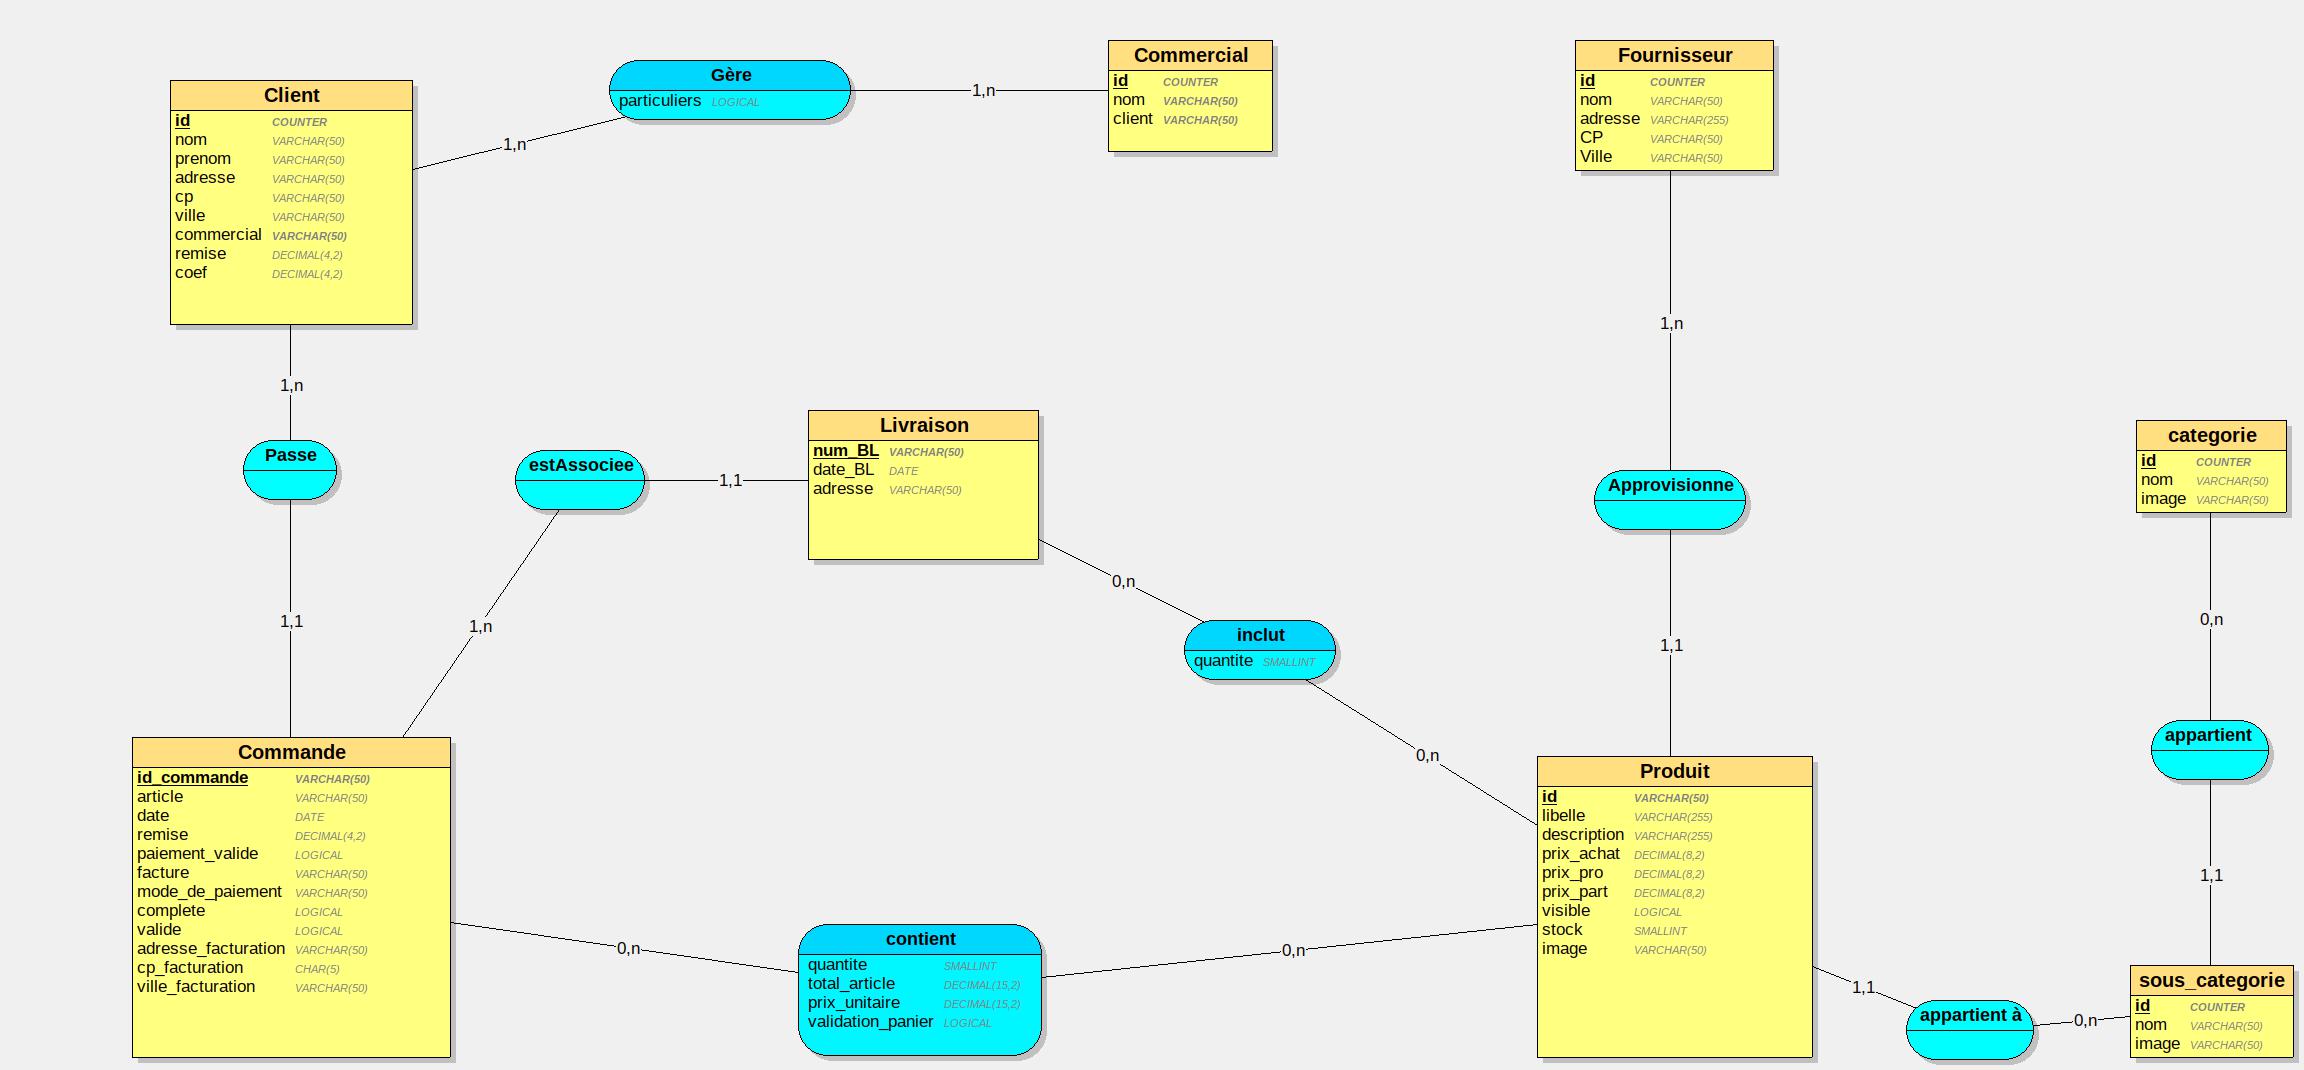 Client
id COUNTER
nom VARCHAR(50)
prenom VARCHAR(50)
adresse VARCHAR(50)
cp VARCHAR(50)
ville VARCHAR(50)
commercial VARCHAR(50)
remise DECIMAL(4,2)
coef DECIMAL(4,2)
1,n
Gère
particuliers LOGICAL
1,n
Commercial
id COUNTER
nom VARCHAR(50)
client VARCHAR(50)
Fournisseur
id COUNTER
nom VARCHAR(50)
adresse VARCHAR(255)
CP VARCHAR(50)
Ville VARCHAR(50)
1,n
Approvisionne
1,1
1,n
Passe
1,1
estAssociee
1,1
1,n
Livraison
num_BL VARCHAR(50)
date_BL DATE
adresse VARCHAR(50)
0,n
inclut
quantite SMALLINT
0,n
categorie
id COUNTER
nom VARCHAR(50)
image VARCHAR(50)
0,n
appartient
1,1
Commande
id_commande VARCHAR(50)
article VARCHAR(50)
date DATE
remise DECIMAL(4,2)
paiement_valide LOGICAL
facture VARCHAR(50)
mode_de_paiement VARCHAR(50)
complete LOGICAL
valide LOGICAL
adresse_facturation VARCHAR(50)
cp_facturation CHAR(5)
ville_facturation VARCHAR(50)
0,n
contient
quantite SMALLINT
total_article DECIMAL(15,2)
prix_unitaire DECIMAL(15,2)
validation_panier LOGICAL
0,n
Produit
id VARCHAR(50)
libelle VARCHAR(255)
description VARCHAR(255)
prix_achat DECIMAL(8,2)
prix_pro DECIMAL(8,2)
prix_part DECIMAL(8,2)
visible LOGICAL
stock SMALLINT
image VARCHAR(50)
1,1
appartient à
0,n
sous_categorie
id COUNTER
nom VARCHAR(50)
image VARCHAR(50)